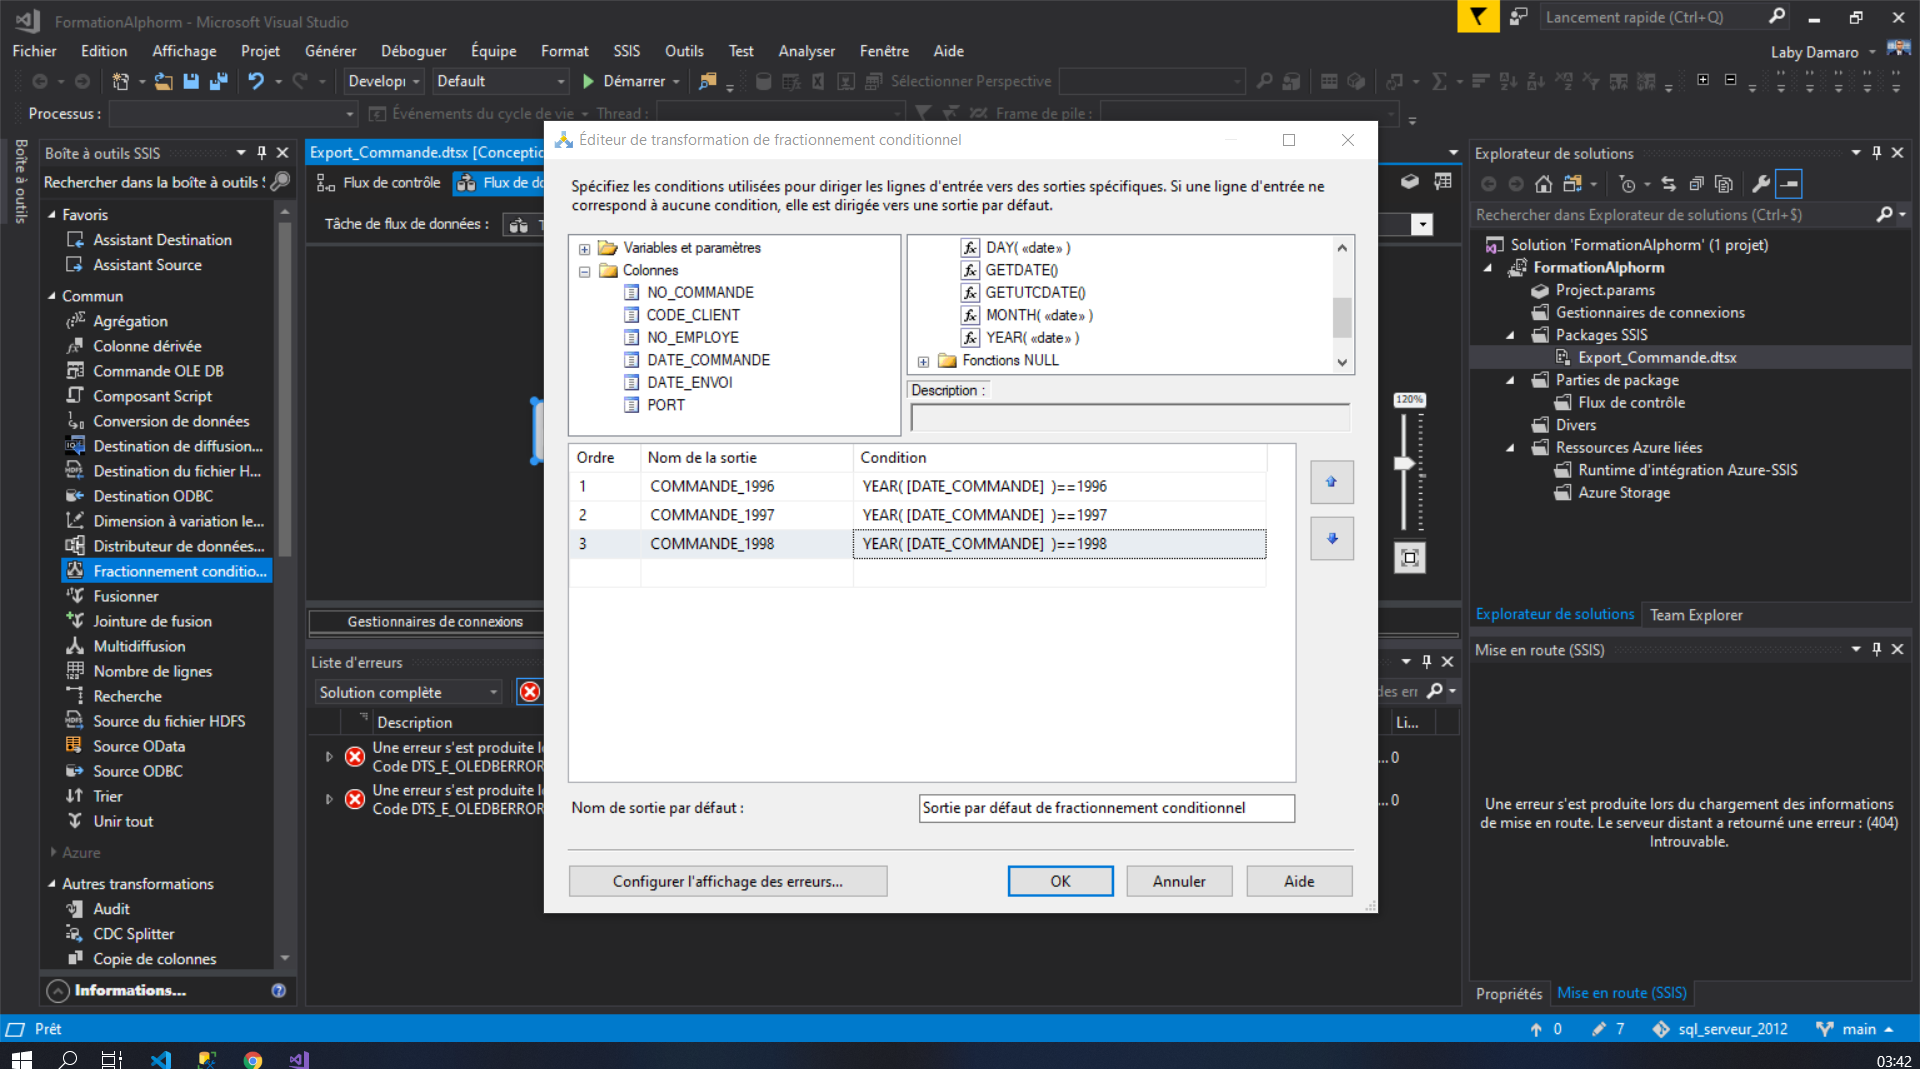 FormationAlphorm - Microsoft Visual Studio
Lancement rapide (Ctrl+Q)
Fichier Edition Affichage Projet Générer Déboguer Équipe Format SSIS Outils Test Analyser Fenêtre Aide
Laby Damaro
Develop Default Démarrer Sélectionner Perspective
Processus : Événements du cycle de vie Thread : Frame de pile :
Boîte à outils
Boîte à outils SSIS
Rechercher dans la boîte à outils
Favoris
Assistant Destination
Assistant Source
Commun
Agrégation
Colonne dérivée
Commande OLE DB
Composant Script
Conversion de données
Destination de diffusion...
Destination du fichier H...
Destination ODBC
Dimension à variation le...
Distributeur de données...
Fractionnement conditio...
Fusionner
Jointure de fusion
Multidiffusion
Nombre de lignes
Recherche
Source du fichier HDFS
Source OData
Source ODBC
Trier
Unir tout
Azure
Autres transformations
Audit
CDC Splitter
Copie de colonnes
Informations...
Export_Commande.dtsx [Conceptio
Flux de contrôle Flux de do
Tâche de flux de données :
120%
Gestionnaires de connexions
Liste d'erreurs
Solution complète
des err
Description Li...
Une erreur s'est produite l
Code DTS_E_OLEDBERROR
... 0
Une erreur s'est produite l
Code DTS_E_OLEDBERROR
... 0
Éditeur de transformation de fractionnement conditionnel
Spécifiez les conditions utilisées pour diriger les lignes d'entrée vers des sorties spécifiques. Si une ligne d'entrée ne
correspond à aucune condition, elle est dirigée vers une sortie par défaut.
Variables et paramètres
Colonnes
NO_COMMANDE
CODE_CLIENT
NO_EMPLOYE
DATE_COMMANDE
DATE_ENVOI
PORT
DAY( «date» )
GETDATE()
GETUTCDATE()
MONTH( «date» )
YEAR( «date» )
Fonctions NULL
Description :
Ordre Nom de la sortie Condition
1 COMMANDE_1996 YEAR( [DATE_COMMANDE] )==1996
2 COMMANDE_1997 YEAR( [DATE_COMMANDE] )==1997
3 COMMANDE_1998 YEAR( [DATE_COMMANDE] )==1998
Nom de sortie par défaut : Sortie par défaut de fractionnement conditionnel
Configurer l'affichage des erreurs... OK Annuler Aide
Explorateur de solutions
Rechercher dans Explorateur de solutions (Ctrl+$)
Solution 'FormationAlphorm' (1 projet)
FormationAlphorm
Project.params
Gestionnaires de connexions
Packages SSIS
Export_Commande.dtsx
Parties de package
Flux de contrôle
Divers
Ressources Azure liées
Runtime d'intégration Azure-SSIS
Azure Storage
Explorateur de solutions Team Explorer
Mise en route (SSIS)
Une erreur s'est produite lors du chargement des informations
de mise en route. Le serveur distant a retourné une erreur : (404)
Introuvable.
Propriétés Mise en route (SSIS)
Prêt
0 7 sql_serveur_2012 main
03:42